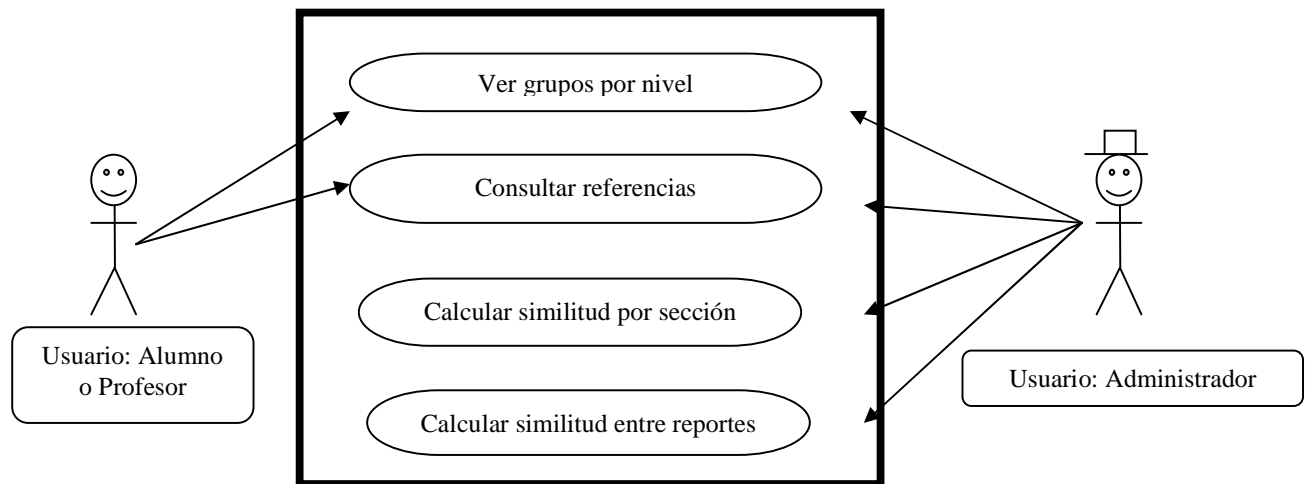 Ver grupos por nivel
Consultar referencias
Calcular similitud por sección
Calcular similitud entre reportes
Usuario: Alumno
o Profesor
Usuario: Administrador